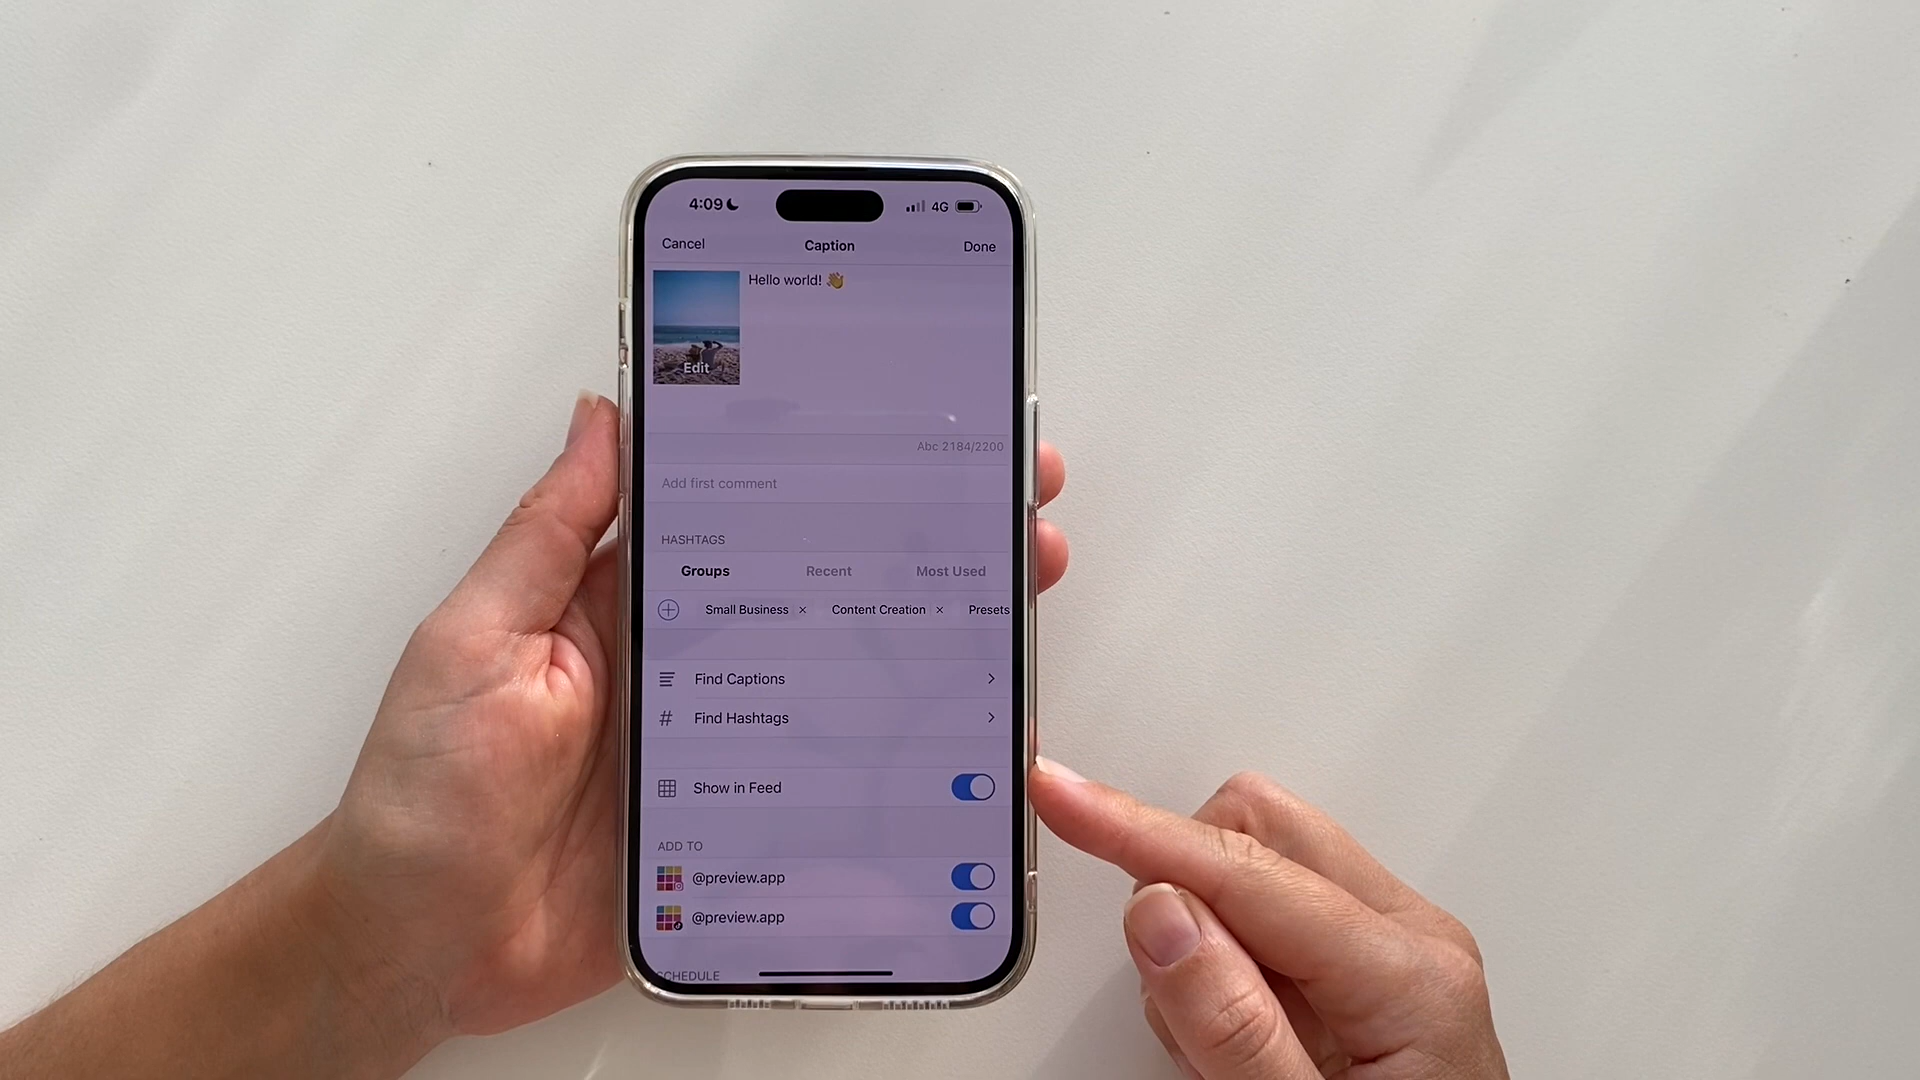 4:09 4G
Cancel Caption Done
Hello world! 👋
Edit
Abc 2184/2200
Add first comment
HASHTAGS
Groups Recent Most Used
Small Business × Content Creation × Presets
Find Captions
# Find Hashtags
Show in Feed
ADD TO
@preview.app
@preview.app
SCHEDULE